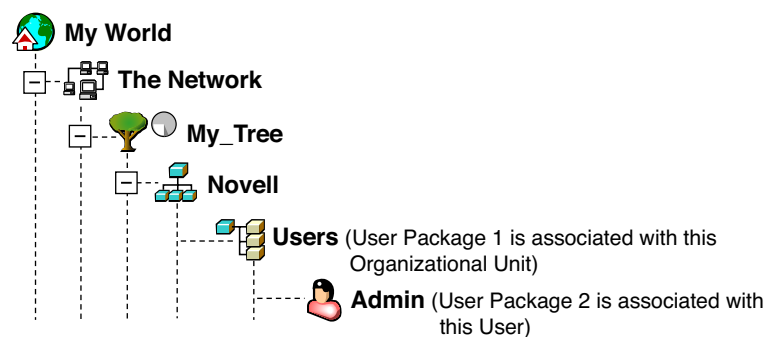 My World
The Network
My_Tree
Novell
Users (User Package 1 is associated with this
Organizational Unit)
Admin (User Package 2 is associated with
this User)